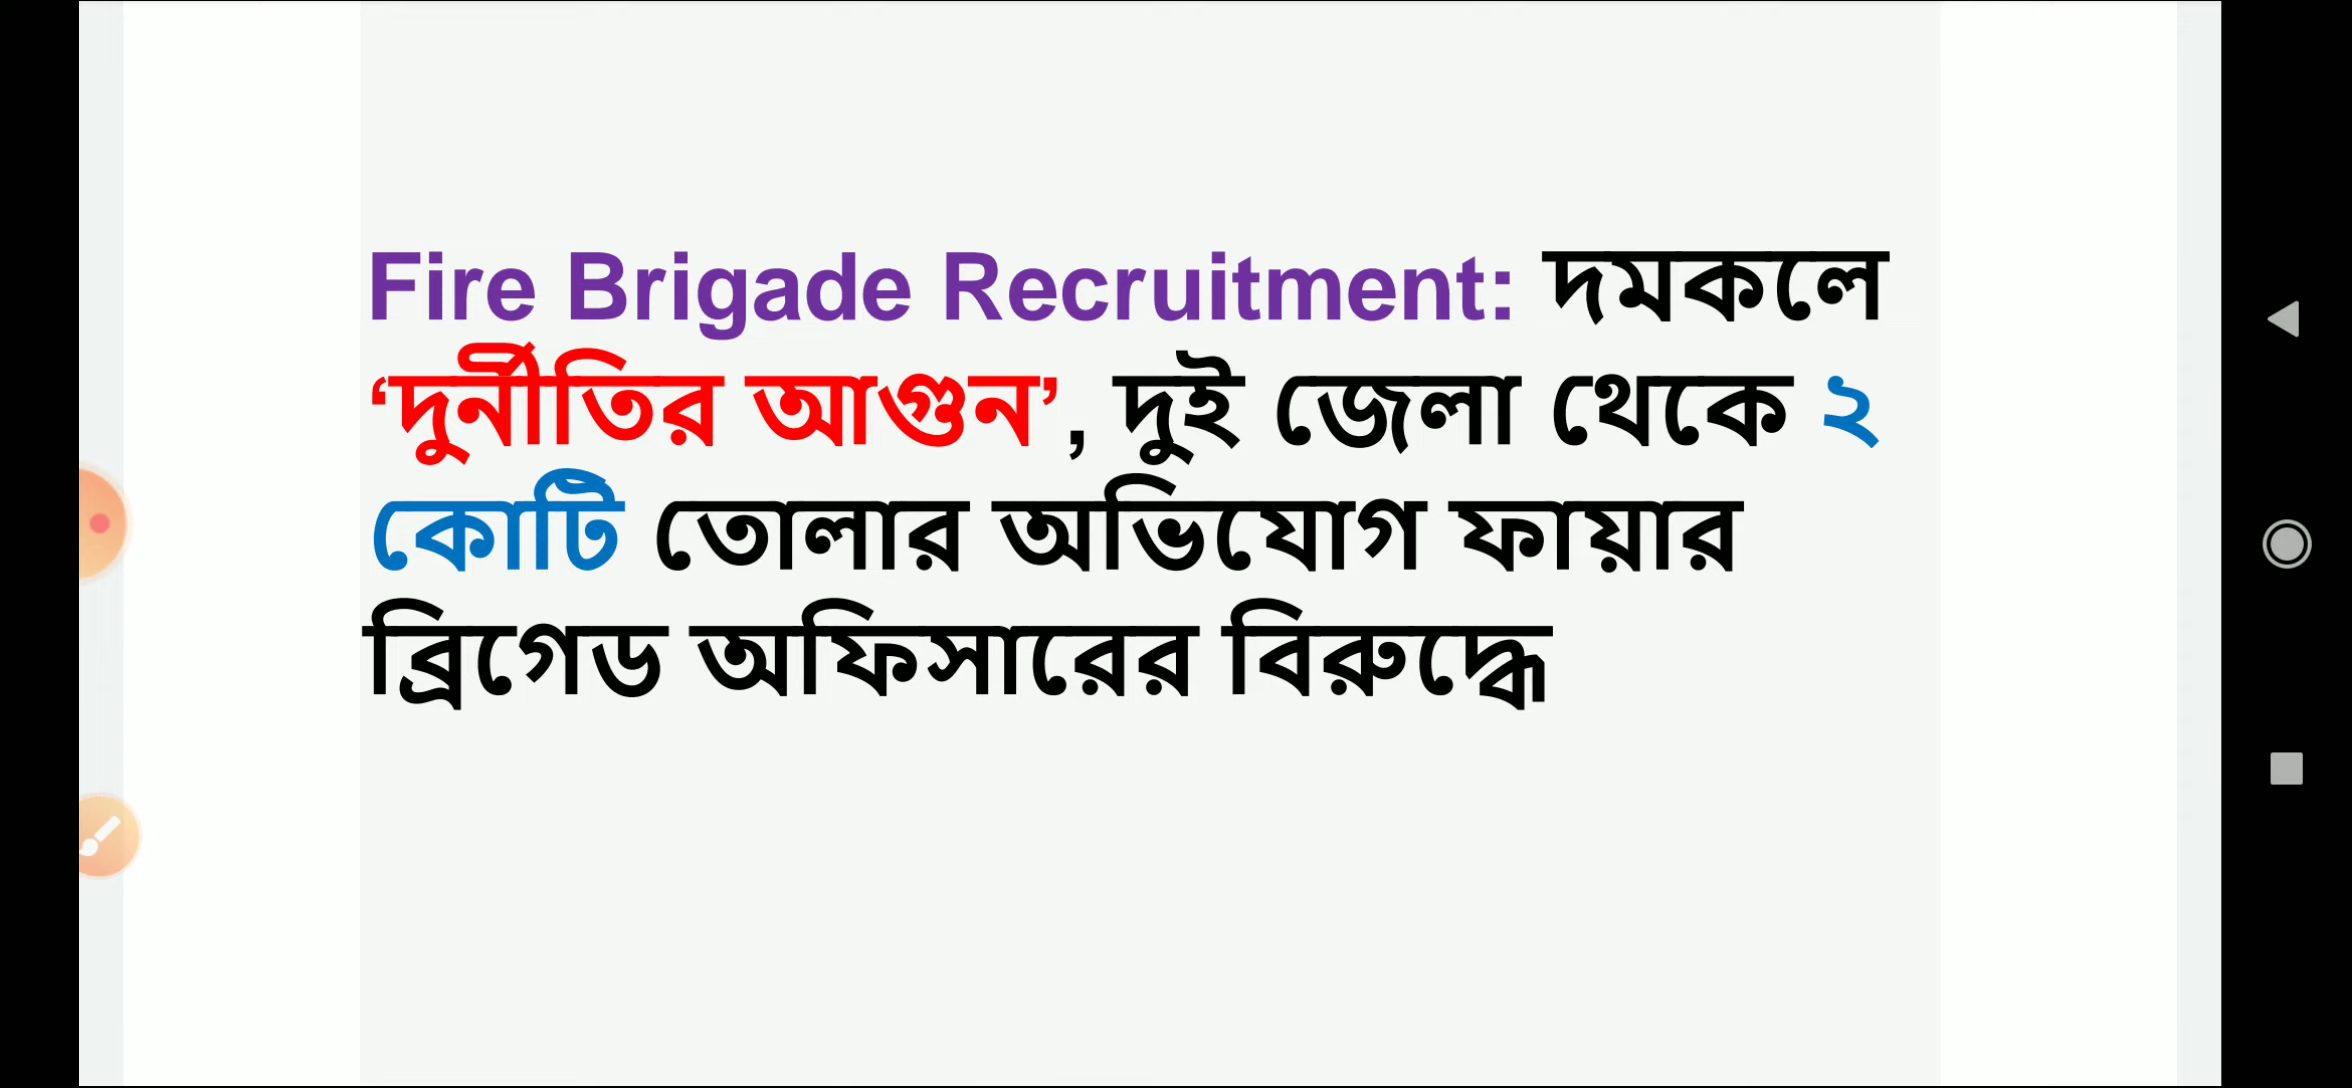 Fire Brigade Recruitment: দমকলে
‘দুর্নীতির আগুন’, দুই জেলা থেকে ২
কোটি তোলার অভিযোগ ফায়ার
ব্রিগেড অফিসারের বিরুদ্ধে